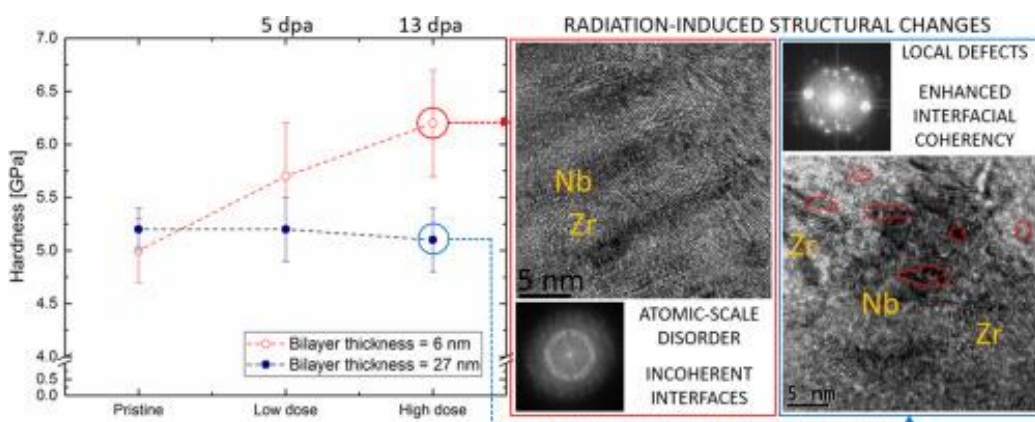 5 dpa
13 dpa
RADIATION-INDUCED STRUCTURAL CHANGES
7.0
6.5
6.0
5.5
5.0
4.5
4.0
0.5
0.0
Hardness [GPa]
Bilayer thickness = 6 nm
Bilayer thickness = 27 nm
Pristine
Low dose
High dose
Nb
Zr
5 nm
ATOMIC-SCALE
DISORDER
INCOHERENT
INTERFACES
LOCAL DEFECTS
ENHANCED
INTERFACIAL
COHERENCY
Zr
Nb
Zr
5 nm